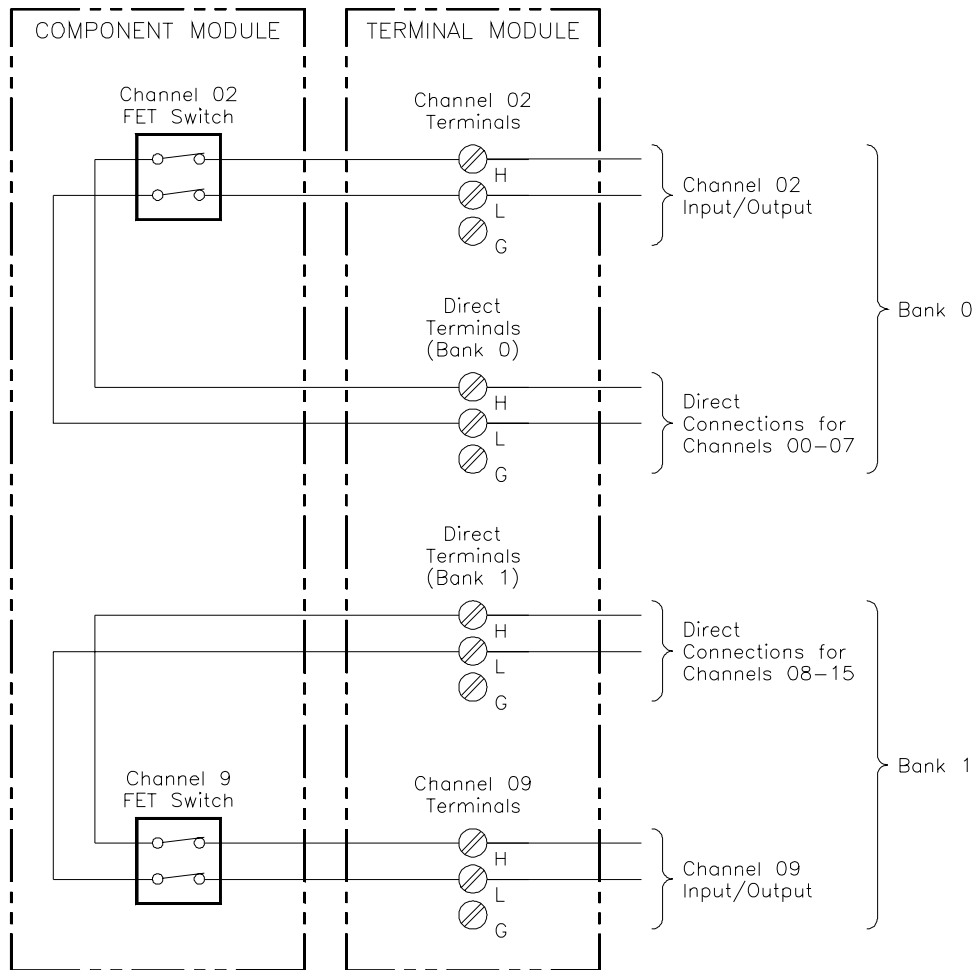 COMPONENT MODULE
TERMINAL MODULE
Channel 02
FET Switch
Channel 02
Terminals
H
L
G
Channel 02
Input/Output
Direct
Terminals
(Bank 0)
H
L
G
Direct
Connections for
Channels 00-07
Bank 0
Direct
Terminals
(Bank 1)
H
L
G
Direct
Connections for
Channels 08-15
Channel 9
FET Switch
Channel 09
Terminals
H
L
G
Channel 09
Input/Output
Bank 1